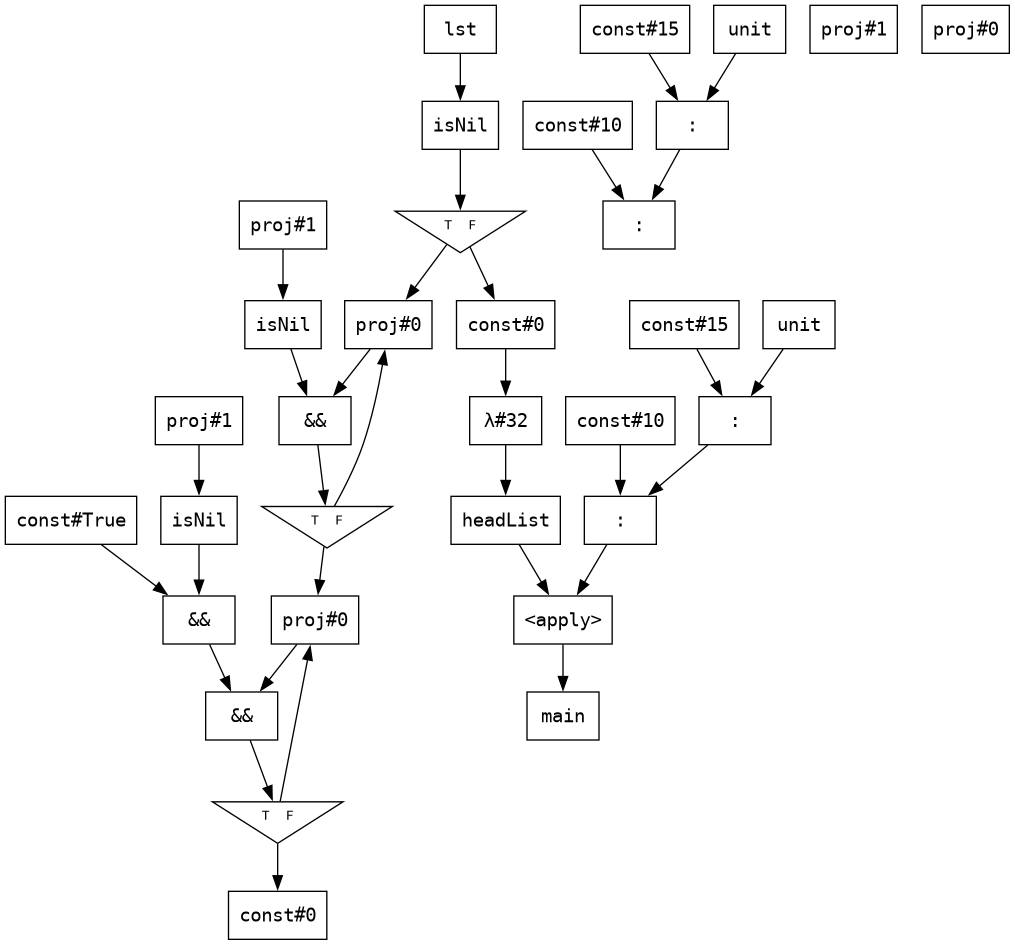 lst
const#15
unit
proj#1
proj#0
isNil
const#10
:
proj#1
T F
:
isNil
proj#0
const#0
const#15
unit
proj#1
&&
λ#32
const#10
:
const#True
isNil
T F
headList
:
&&
proj#0
<apply>
&&
main
T F
const#0